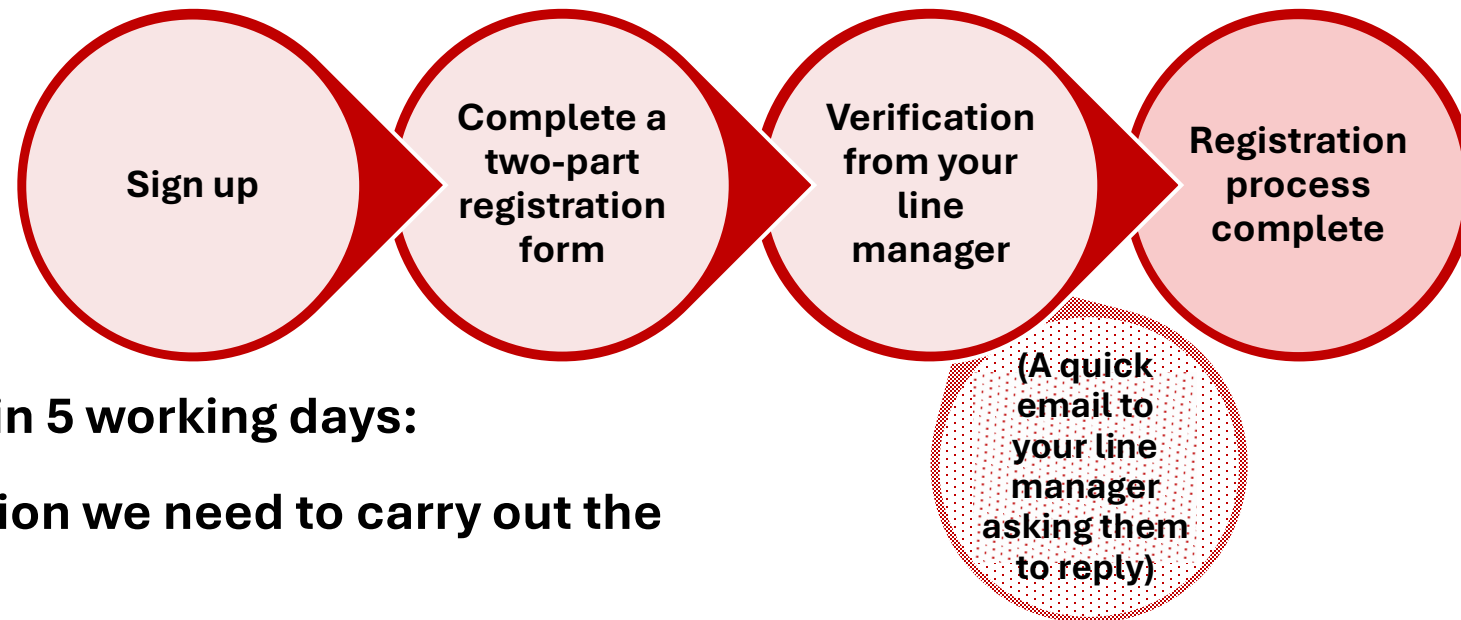 Sign up
Complete a
two-part
registration
form
Verification
from your
line
manager
Registration
process
complete
(A quick
email to
your line
manager
asking them
to reply)
in 5 working days:
ion we need to carry out the